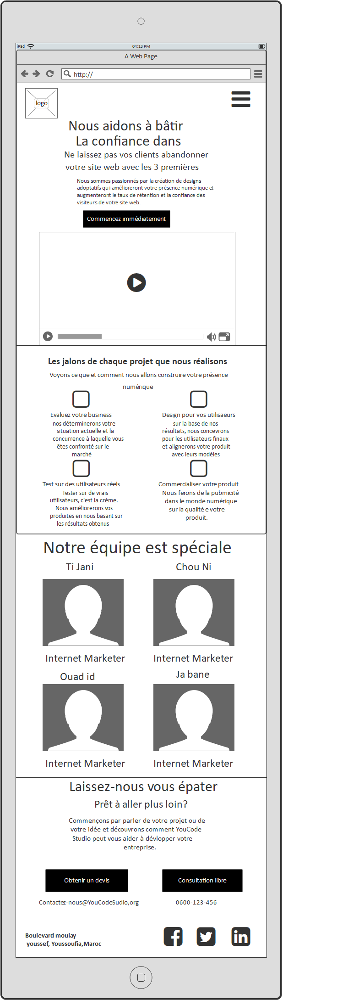 iPad
04:13 PM
A Web Page
http://
logo
Nous aidons à bâtir
La confiance dans
Ne laissez pas vos clients abandonner
votre site web avec les 3 premières
Nous sommes passionnés par la création de designs
adoptatifs qui amélioreront votre présence numérique et
augmenteront le taux de rétention et la confiance des
visiteurs de votre site web.
Commencez immédiatement
Les jalons de chaque projet que nous réalisons
Voyons ce que et comment nous allons construire votre présence
numérique
Evaluez votre business
nos déterminerons votre
situation actuelle et la
concurrence à laquelle vous
êtes confronté sur le
marché
Design pour vos utilisaeurs
sur la base de nos
résultats, nous concevrons
pour les utilisateurs finaux
et alignerons votre produit
avec leurs modèles
Test sur des utilisateurs réels
Tester sur de vrais
utilisateurs, c'est la crème.
Nous améliorerons vos
produites en nous basant sur
les résultats obtenus
Commercialisez votre produit
Nous ferons de la pubmicité
dans le monde numérique
sur la qualité e votre
produit.
Notre équipe est spéciale
Ti Jani
Chou Ni
Internet Marketer
Internet Marketer
Ouad id
Ja bane
Internet Marketer
Internet Marketer
Laissez-nous vous épater
Prêt à aller plus loin?
Commençons par parler de votre projet ou de
votre idée et découvrons comment YouCode
Studio peut vous aider à dévlopper votre
entreprise.
Obtenir un devis
Consultation libre
Contactez-nous@YouCodeSudio,org
0600-123-456
Boulevard moulay
youssef, Youssoufia,Maroc